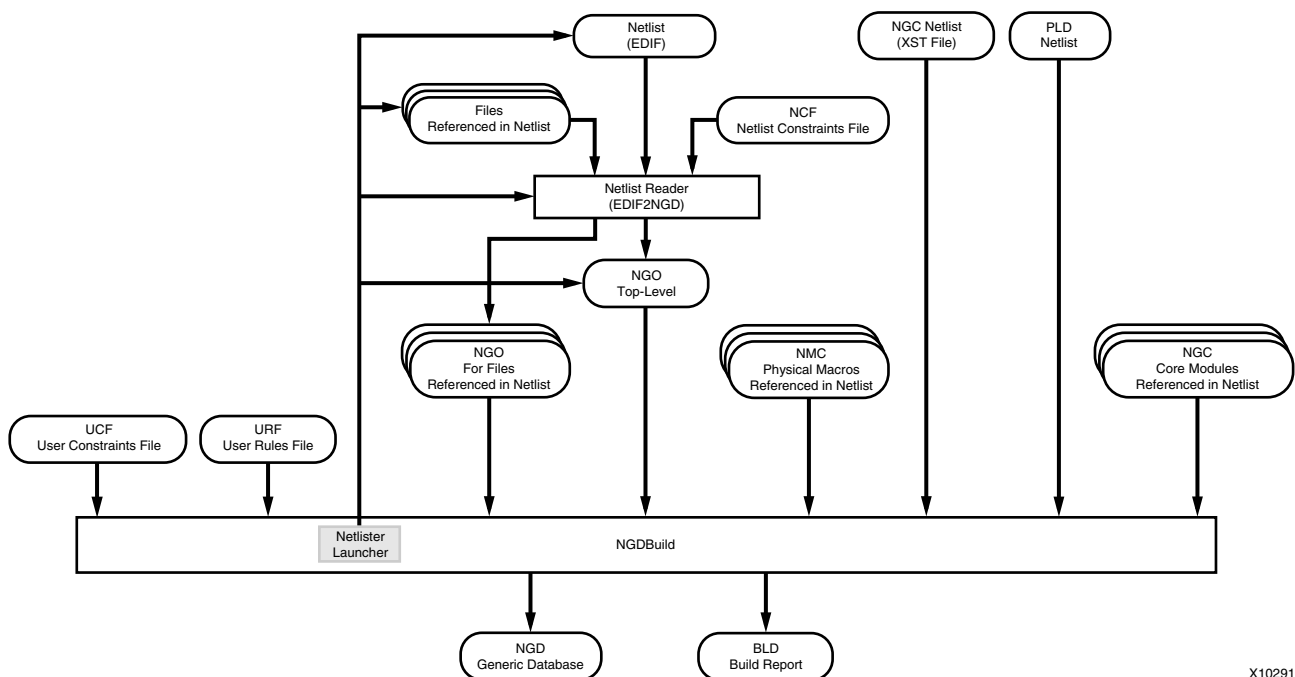 Netlist
(EDIF)
NGC Netlist
(XST File)
PLD
Netlist
Files
Referenced in Netlist
NCF
Netlist Constraints File
Netlist Reader
(EDIF2NGD)
NGO
Top-Level
NGO
For Files
Referenced in Netlist
NMC
Physical Macros
Referenced in Netlist
NGC
Core Modules
Referenced in Netlist
UCF
User Constraints File
URF
User Rules File
Netlister
Launcher
NGDBuild
NGD
Generic Database
BLD
Build Report
X10291